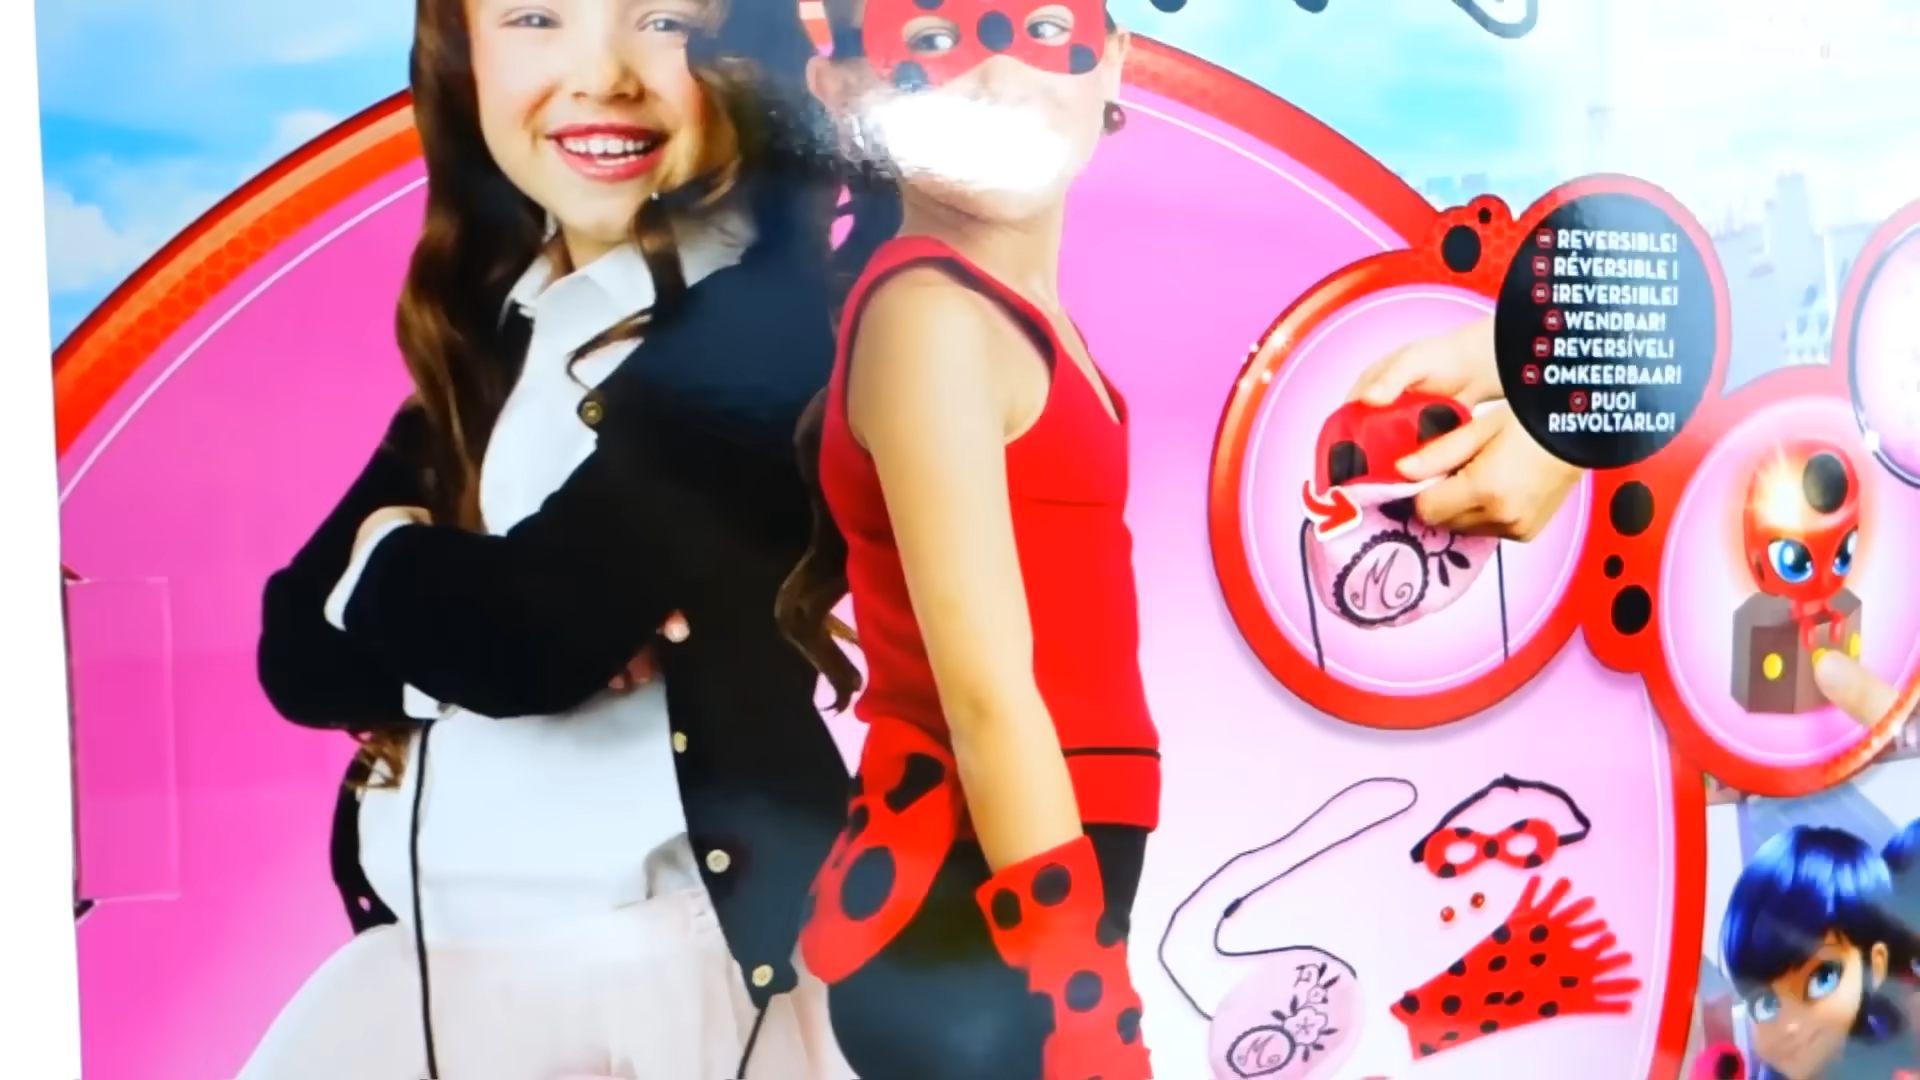 REVERSIBLE!
RÉVERSIBLE !
¡REVERSIBLE!
WENDBAR!
REVERSÍVEL!
OMKEERBAAR!
PUOI
RISVOLTARLO!
M
M